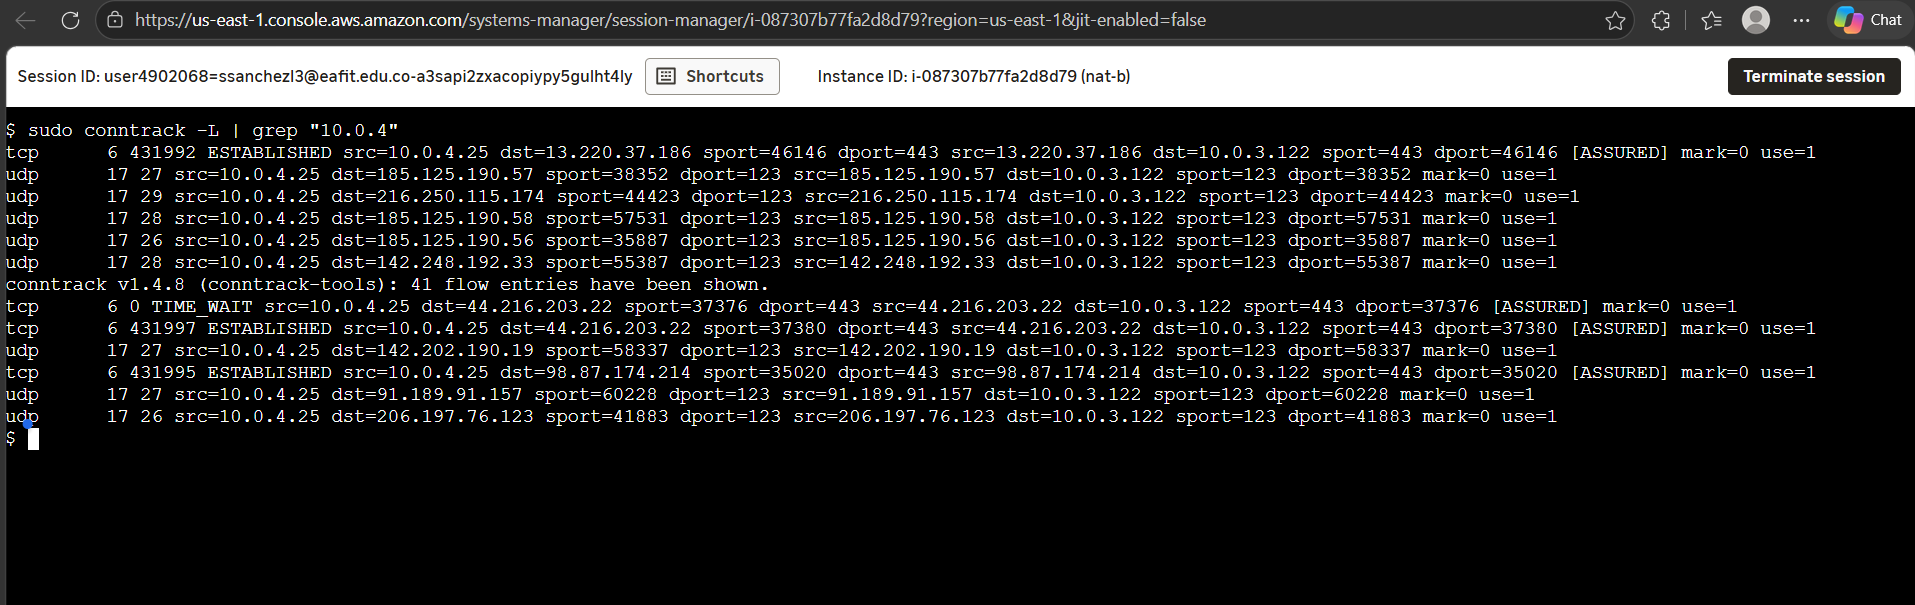 https://us-east-1.console.aws.amazon.com/systems-manager/session-manager/i-087307b77fa2d8d79?region=us-east-1&jit-enabled=false
Chat
Session ID: user4902068=ssanchezl3@eafit.edu.co-a3sapi2zxacopiypy5gulht4ly
Shortcuts
Instance ID: i-087307b77fa2d8d79 (nat-b)
Terminate session
$ sudo conntrack -L | grep "10.0.4"
tcp      6 431992 ESTABLISHED src=10.0.4.25 dst=13.220.37.186 sport=46146 dport=443 src=13.220.37.186 dst=10.0.3.122 sport=443 dport=46146 [ASSURED] mark=0 use=1
udp      17 27 src=10.0.4.25 dst=185.125.190.57 sport=38352 dport=123 src=185.125.190.57 dst=10.0.3.122 sport=123 dport=38352 mark=0 use=1
udp      17 29 src=10.0.4.25 dst=216.250.115.174 sport=44423 dport=123 src=216.250.115.174 dst=10.0.3.122 sport=123 dport=44423 mark=0 use=1
udp      17 28 src=10.0.4.25 dst=185.125.190.58 sport=57531 dport=123 src=185.125.190.58 dst=10.0.3.122 sport=123 dport=57531 mark=0 use=1
udp      17 26 src=10.0.4.25 dst=185.125.190.56 sport=35887 dport=123 src=185.125.190.56 dst=10.0.3.122 sport=123 dport=35887 mark=0 use=1
udp      17 28 src=10.0.4.25 dst=142.248.192.33 sport=55387 dport=123 src=142.248.192.33 dst=10.0.3.122 sport=123 dport=55387 mark=0 use=1
conntrack v1.4.8 (conntrack-tools): 41 flow entries have been shown.
tcp      6 0 TIME_WAIT src=10.0.4.25 dst=44.216.203.22 sport=37376 dport=443 src=44.216.203.22 dst=10.0.3.122 sport=443 dport=37376 [ASSURED] mark=0 use=1
tcp      6 431997 ESTABLISHED src=10.0.4.25 dst=44.216.203.22 sport=37380 dport=443 src=44.216.203.22 dst=10.0.3.122 sport=443 dport=37380 [ASSURED] mark=0 use=1
udp      17 27 src=10.0.4.25 dst=142.202.190.19 sport=58337 dport=123 src=142.202.190.19 dst=10.0.3.122 sport=123 dport=58337 mark=0 use=1
tcp      6 431995 ESTABLISHED src=10.0.4.25 dst=98.87.174.214 sport=35020 dport=443 src=98.87.174.214 dst=10.0.3.122 sport=443 dport=35020 [ASSURED] mark=0 use=1
udp      17 27 src=10.0.4.25 dst=91.189.91.157 sport=60228 dport=123 src=91.189.91.157 dst=10.0.3.122 sport=123 dport=60228 mark=0 use=1
udp      17 26 src=10.0.4.25 dst=206.197.76.123 sport=41883 dport=123 src=206.197.76.123 dst=10.0.3.122 sport=123 dport=41883 mark=0 use=1
$